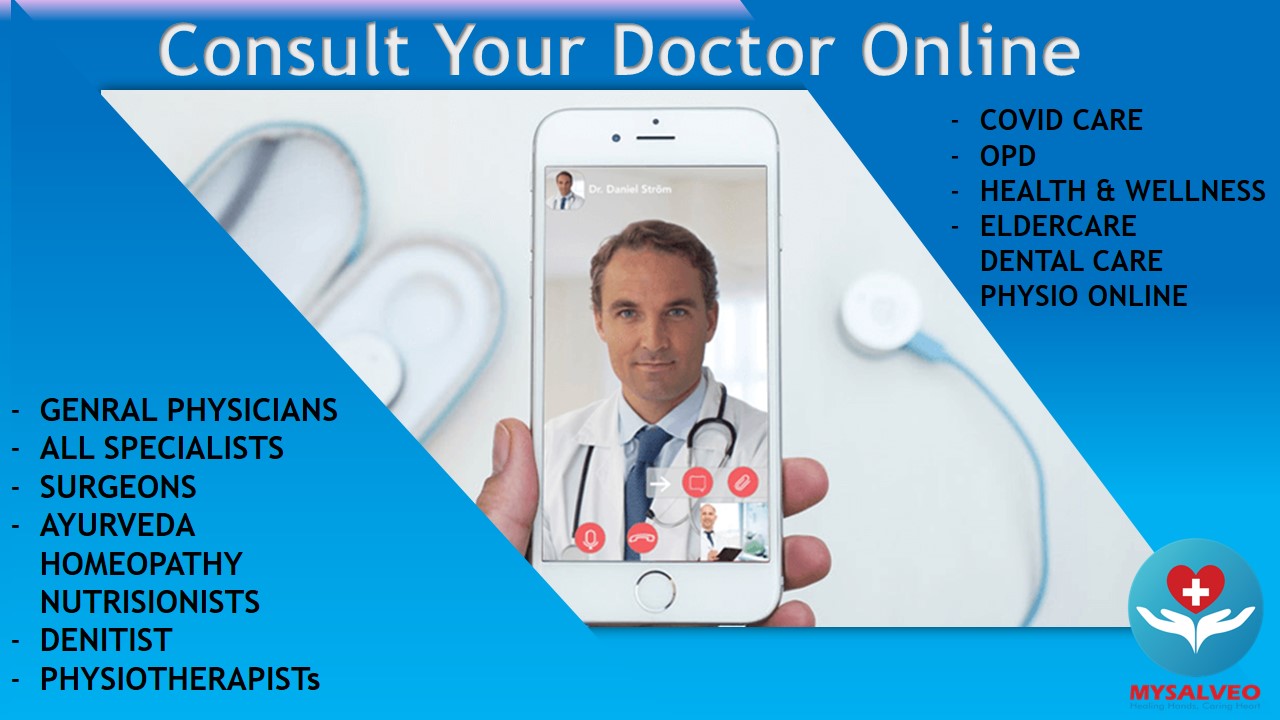 Consult Your Doctor Online
- COVID CARE
- OPD
- HEALTH & WELLNESS
- ELDERCARE
DENTAL CARE
PHYSIO ONLINE
Dr. Daniel Ström
- GENRAL PHYSICIANS
- ALL SPECIALISTS
- SURGEONS
- AYURVEDA
HOMEOPATHY
NUTRISIONISTS
- DENITIST
- PHYSIOTHERAPISTs
MYSALVEO
Healing Hands, Caring Heart